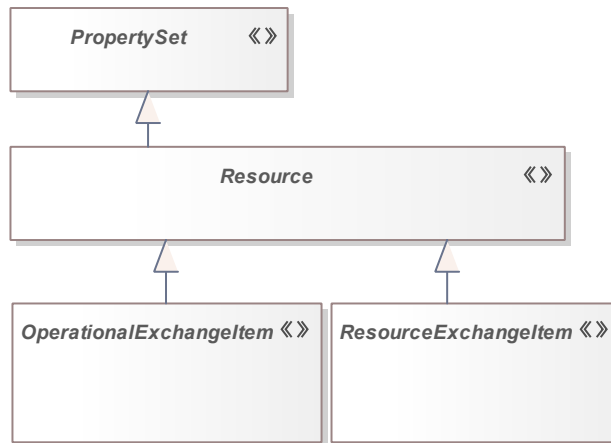 PropertySet «»
Resource «»
OperationalExchangeItem «» ResourceExchangeItem «»